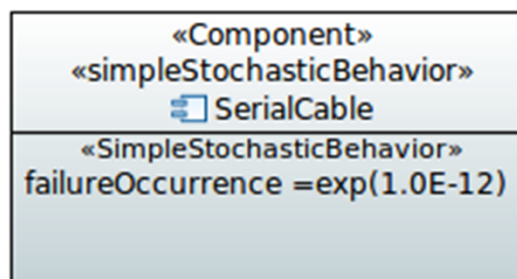 «Component»
«simpleStochasticBehavior»
SerialCable
«SimpleStochasticBehavior»
failureOccurrence =exp(1.0E-12)